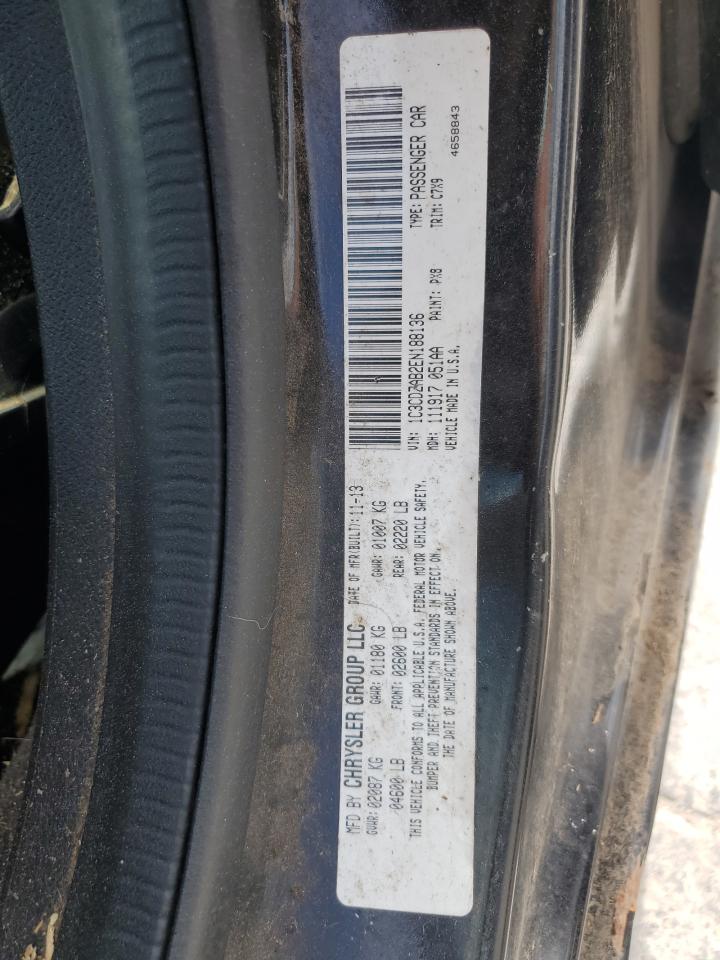 MFD BY CHRYSLER GROUP LLC DATE OF MFR(BUILT): 11-13
GVWR: 02087 KG GAWR: 01180 KG GAWR: 01007 KG
04600 LB FRONT: 02600 LB REAR: 02220 LB
THIS VEHICLE CONFORMS TO ALL APPLICABLE U.S.A. FEDERAL MOTOR VEHICLE SAFETY,
BUMPER AND THEFT PREVENTION STANDARDS IN EFFECT ON
THE DATE OF MANUFACTURE SHOWN ABOVE.
VIN: 1C3CDZAB2EN188136 TYPE: PASSENGER CAR
MDH: 111917 051AA PAINT: PX8 TRIM: C7X9
VEHICLE MADE IN U.S.A. 4658843